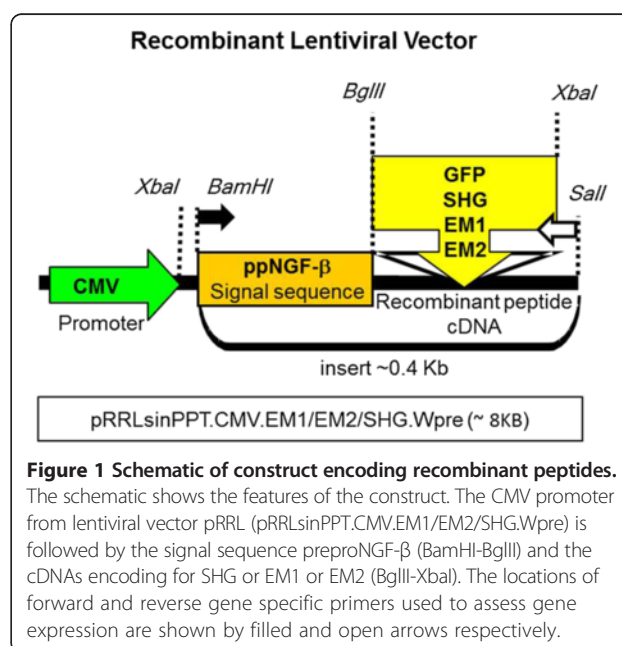 Recombinant Lentiviral Vector
BglII XbaI
XbaI BamHI SalI
GFP
SHG
EM1
EM2
CMV
Promoter
ppNGF-β
Signal sequence
Recombinant peptide
cDNA
insert ~0.4 Kb
pRRLsinPPT.CMV.EM1/EM2/SHG.Wpre (~ 8KB)
Figure 1 Schematic of construct encoding recombinant peptides.
The schematic shows the features of the construct. The CMV promoter
from lentiviral vector pRRL (pRRLsinPPT.CMV.EM1/EM2/SHG.Wpre) is
followed by the signal sequence preproNGF-β (BamHI-BglII) and the
cDNAs encoding for SHG or EM1 or EM2 (BglII-XbaI). The locations of
forward and reverse gene specific primers used to assess gene
expression are shown by filled and open arrows respectively.